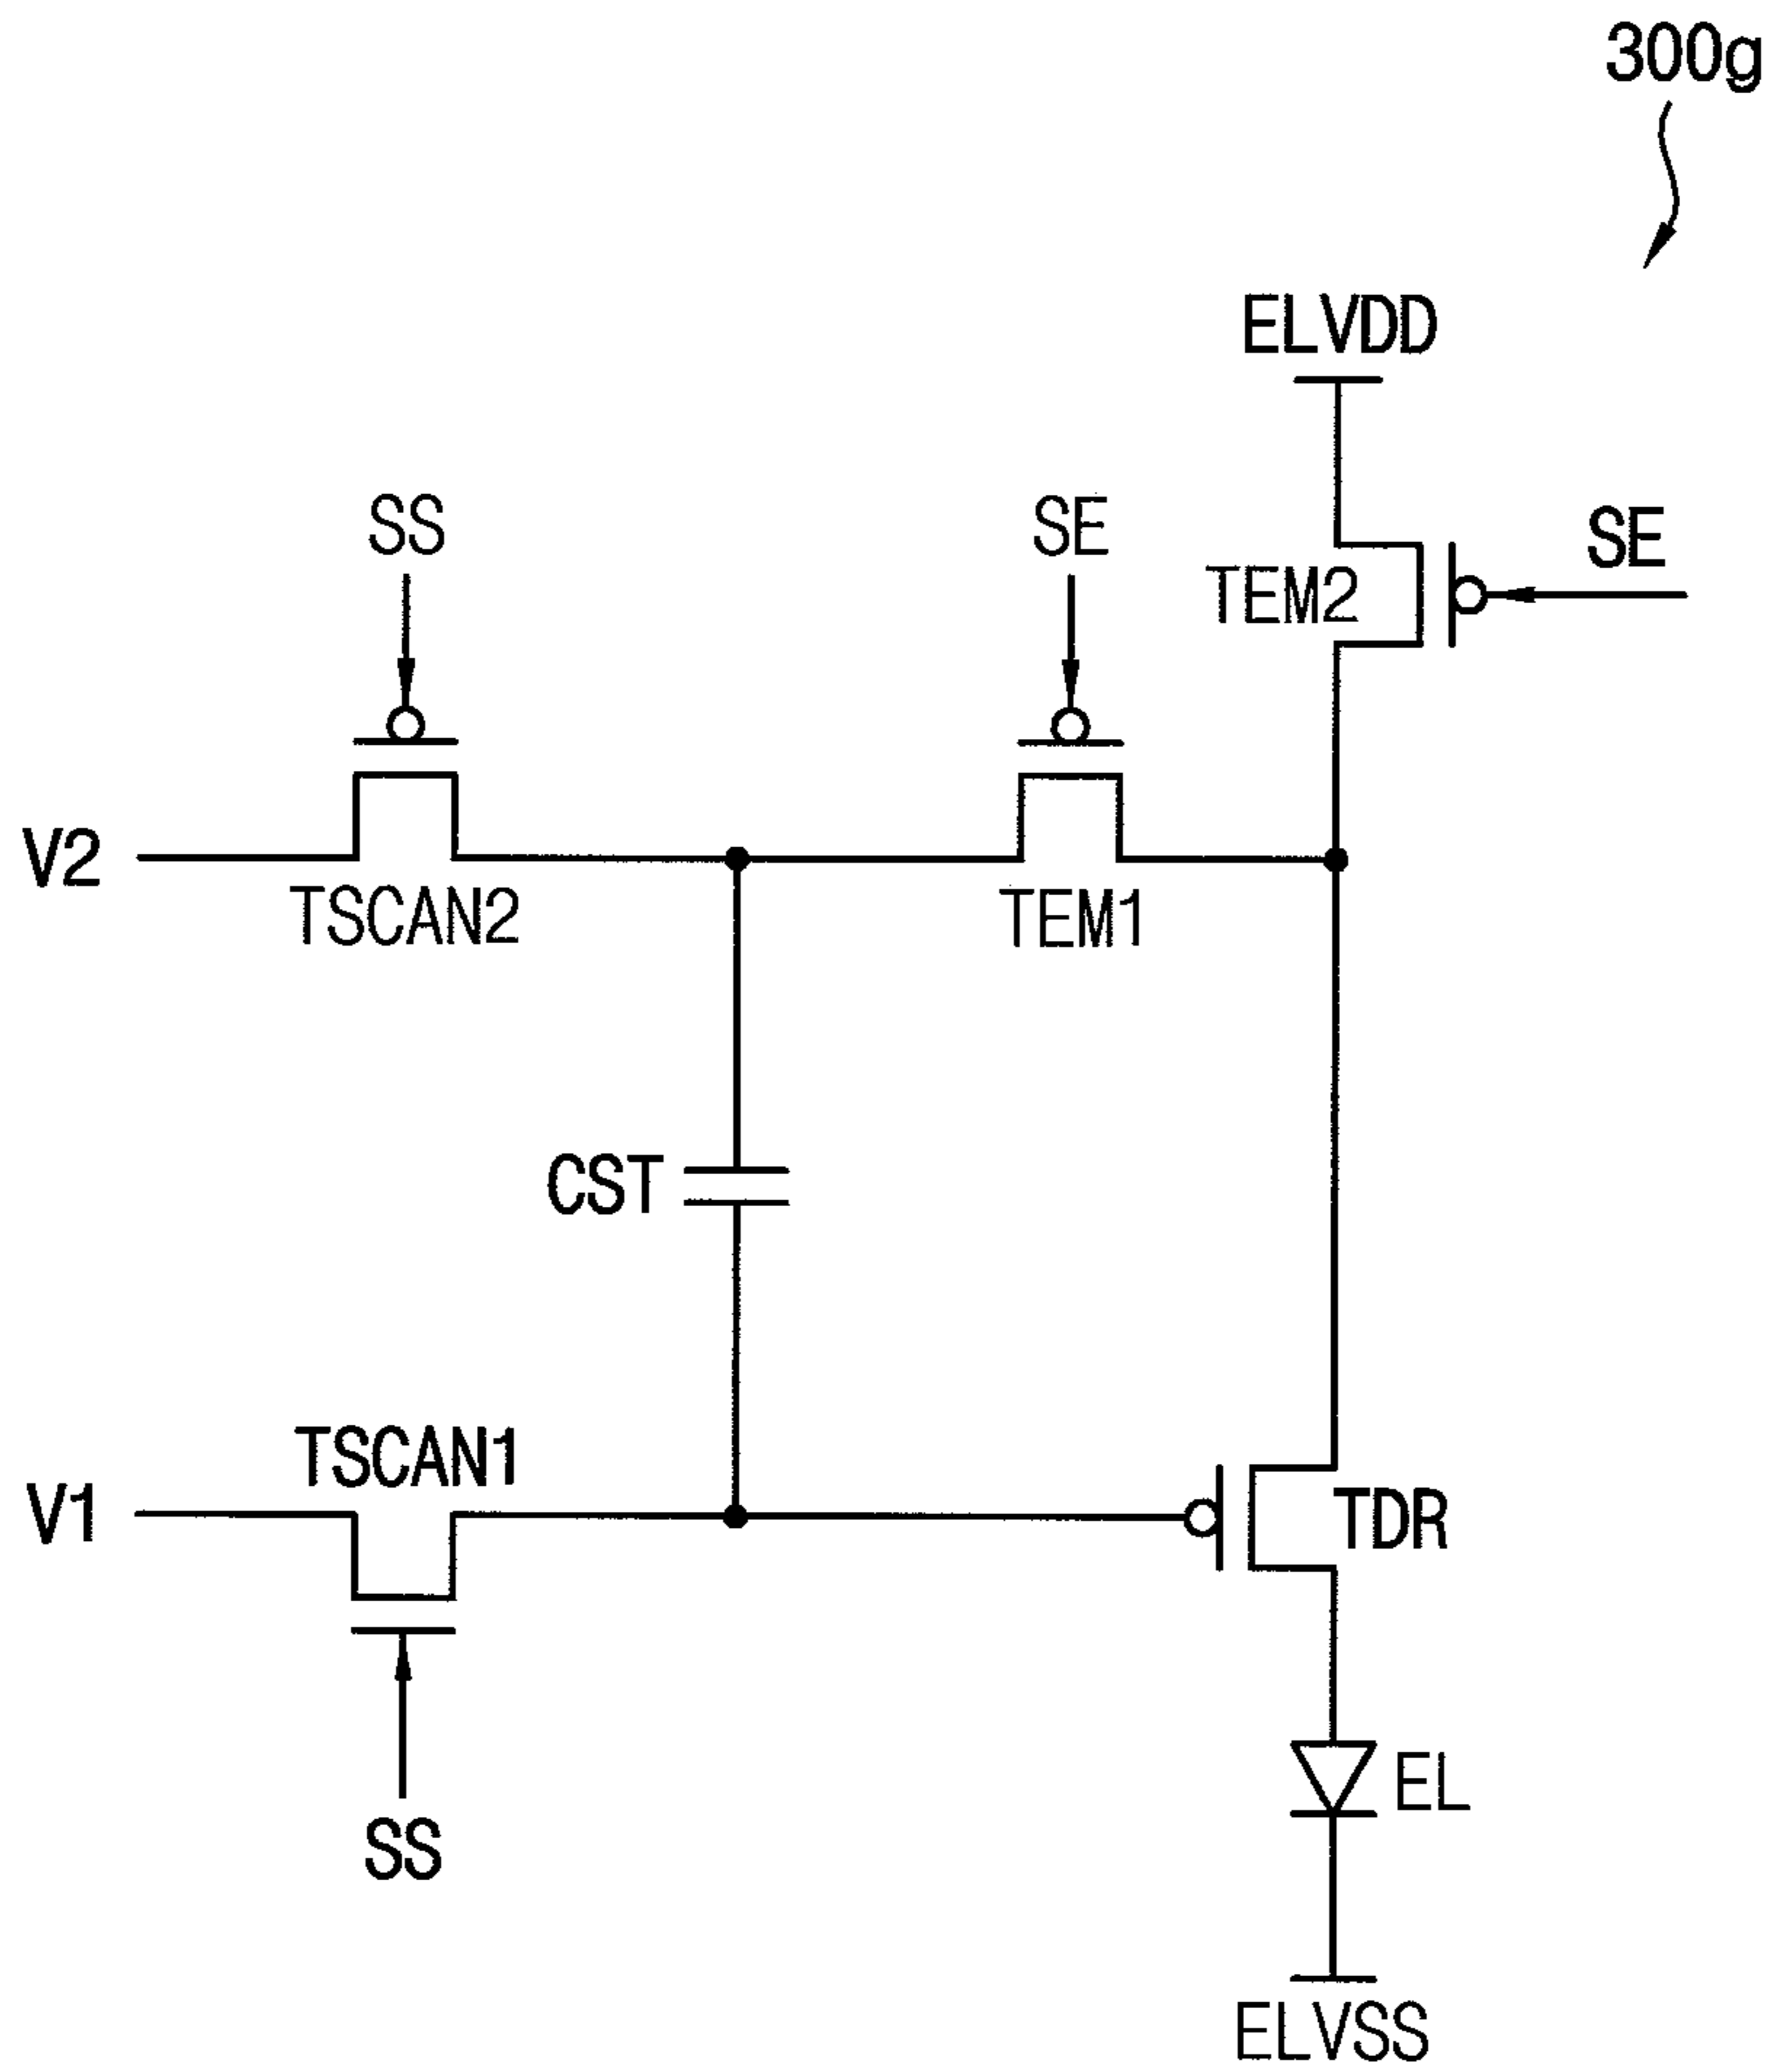 300g
ELVDD
SS
SE
SE
TEM2
V2
TSCAN2
TEM1
CST
TSCAN1
V1
TDR
EL
SS
ELVSS